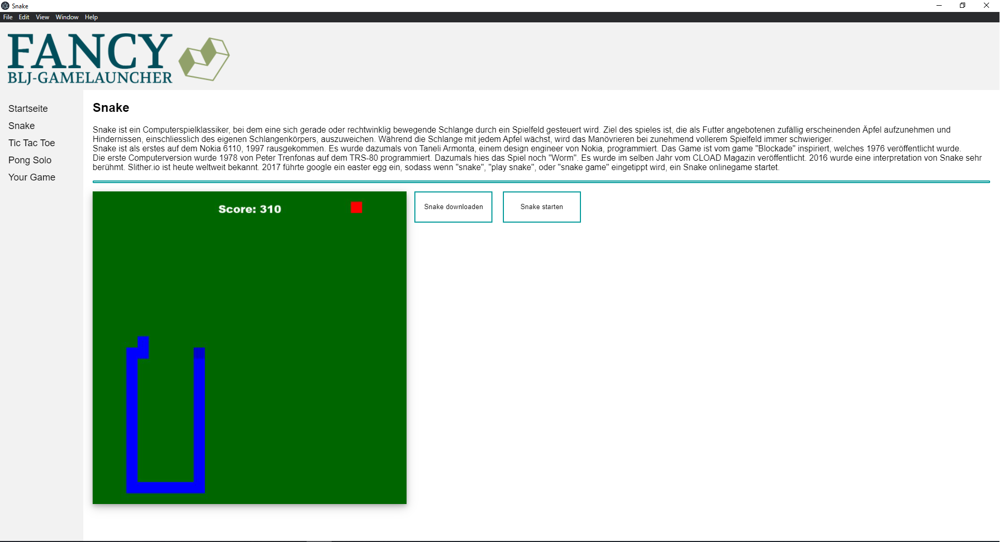 Snake
File Edit View Window Help
FANCY
BLJ-GAMELAUNCHER
Startseite
Snake
Tic Tac Toe
Pong Solo
Your Game
Snake
Snake ist ein Computerspielklassiker, bei dem eine sich gerade oder rechtwinklig bewegende Schlange durch ein Spielfeld gesteuert wird. Ziel des spieles ist, die als Futter angebotenen zufällig erscheinenden Äpfel aufzunehmen und
Hindernissen, einschliesslich des eigenen Schlangenkörpers, auszuweichen. Während die Schlange mit jedem Apfel wächst, wird das Manövrieren bei zunehmend vollerem Spielfeld immer schwieriger.
Snake ist als erstes auf dem Nokia 6110, 1997 rausgekommen. Es wurde dazumals von Taneli Armonta, einem design engineer von Nokia, programmiert. Das Game ist vom game "Blockade" inspiriert, welches 1976 veröffentlicht wurde.
Die erste Computerversion wurde 1978 von Peter Trenfonas auf dem TRS-80 programmiert. Dazumals hies das Spiel noch "Worm". Es wurde im selben Jahr vom CLOAD Magazin veröffentlicht. 2016 wurde eine interpretation von Snake sehr
berühmt. Slither.io ist heute weltweit bekannt. 2017 führte google ein easter egg ein, sodass wenn "snake", "play snake", oder "snake game" eingetippt wird, ein Snake onlinegame startet.
Score: 310
Snake downloaden
Snake starten